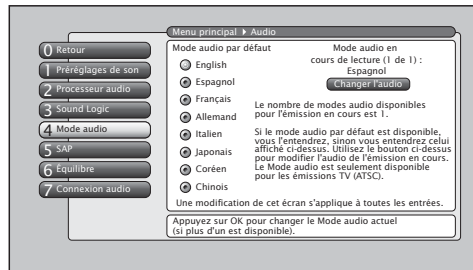 Menu principal Audio
0 Retour
1 Préréglages de son
2 Processeur audio
3 Sound Logic
4 Mode audio
5 SAP
6 Équilibre
7 Connexion audio
Mode audio par défaut
English
Espagnol
Français
Allemand
Italien
Japonais
Coréen
Chinois
Mode audio en
cours de lecture (1 de 1) :
Espagnol
Changer l'audio
Le nombre de modes audio disponibles
pour l'émission en cours est 1.
Si le mode audio par défaut est disponible,
vous l'entendrez, sinon vous entendrez celui
affiché ci-dessus. Utilisez le bouton ci-dessus
pour modifier l'audio de l'émission en cours.
Le Mode audio est seulement disponible
pour les émissions TV (ATSC).
Une modification de cet écran s'applique à toutes les entrées.
Appuyez sur OK pour changer le Mode audio actuel
(si plus d'un est disponible).